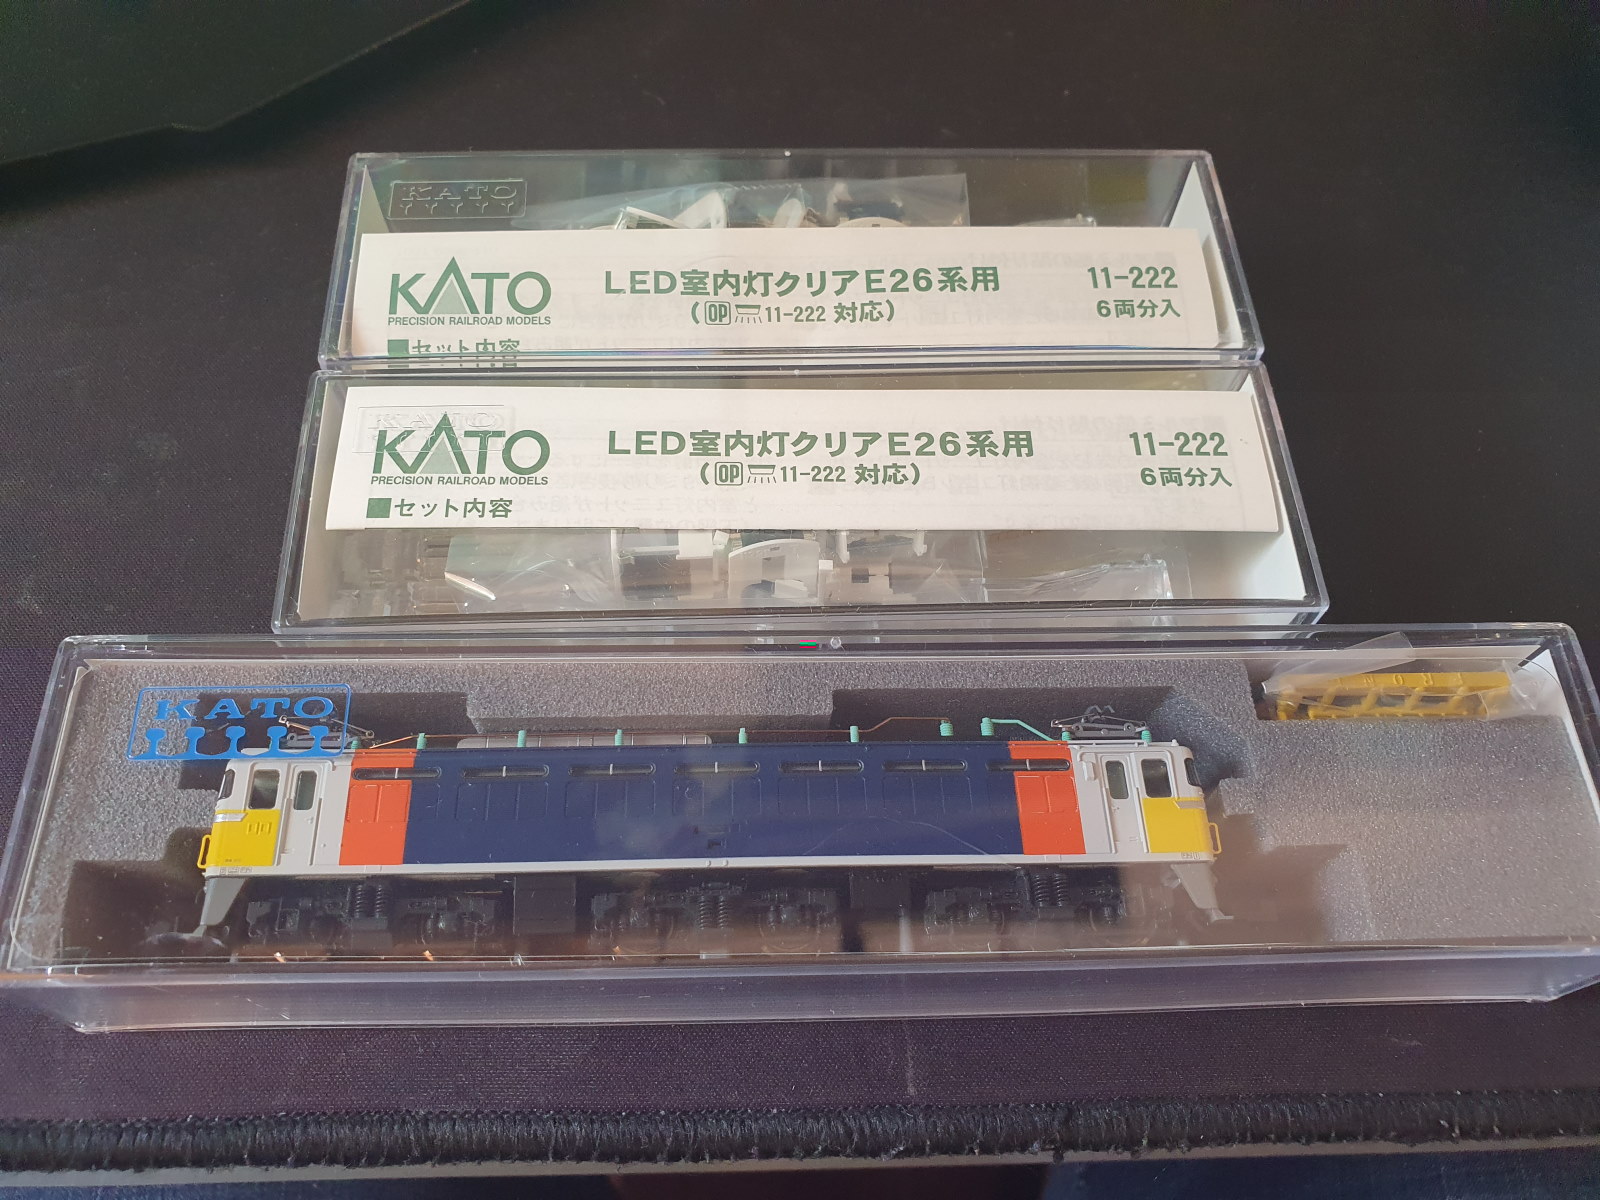 KATO
KATO
PRECISION RAILROAD MODELS
LED室内灯クリアE26系用
(OP 11-222 対応)
11-222
6両分入
■セット内容
KATO
KATO
PRECISION RAILROAD MODELS
LED室内灯クリアE26系用
(OP 11-222 対応)
11-222
6両分入
■セット内容
KATO